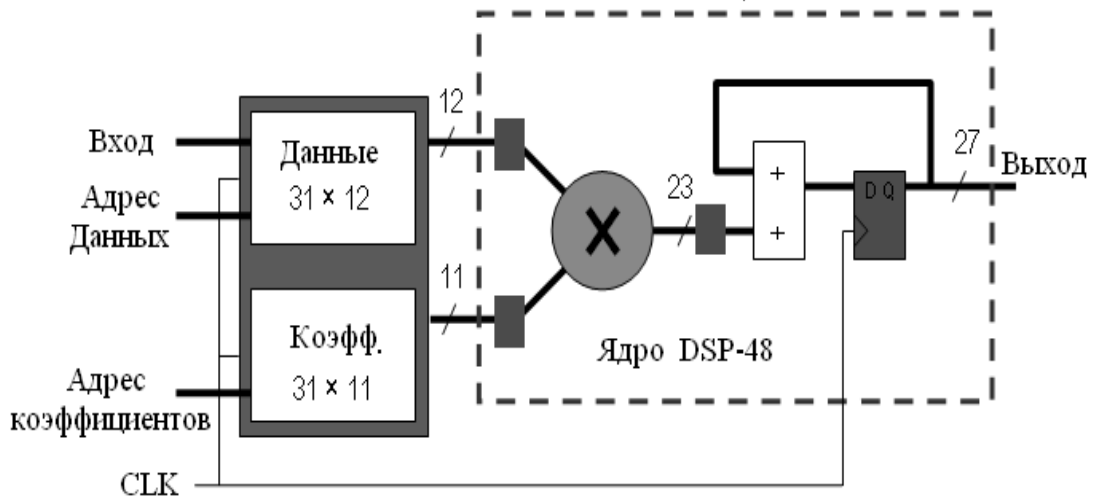 12
27
Вход
Данные
31 × 12
Выход
Адрес
Данных
23
+
+
D Q
X
11
Коэфф.
31 × 11
Ядро DSP-48
Адрес
коэффициентов
CLK